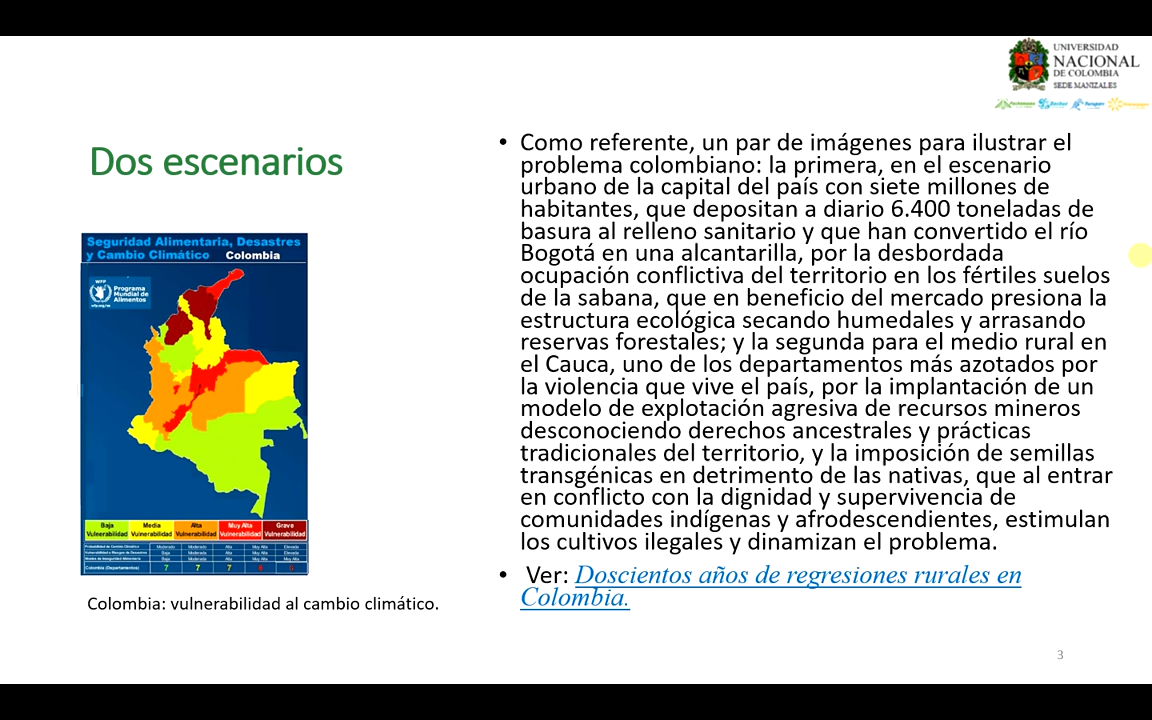 UNIVERSIDAD
NACIONAL
DE COLOMBIA
SEDE MANIZALES
Dos escenarios
Seguridad Alimentaria, Desastres
y Cambio Climático Colombia
WFP
Programa
Mundial de
Alimentos
Baja Vulnerabilidad Media Vulnerabilidad Alta Vulnerabilidad Muy Alta Vulnerabilidad Grave Vulnerabilidad
Colombia (Departamentos) 7 7 7
Colombia: vulnerabilidad al cambio climático.
• Como referente, un par de imágenes para ilustrar el
problema colombiano: la primera, en el escenario
urbano de la capital del país con siete millones de
habitantes, que depositan a diario 6.400 toneladas de
basura al relleno sanitario y que han convertido el río
Bogotá en una alcantarilla, por la desbordada
ocupación conflictiva del territorio en los fértiles suelos
de la sabana, que en beneficio del mercado presiona la
estructura ecológica secando humedales y arrasando
reservas forestales; y la segunda para el medio rural en
el Cauca, uno de los departamentos más azotados por
la violencia que vive el país, por la implantación de un
modelo de explotación agresiva de recursos mineros
desconociendo derechos ancestrales y prácticas
tradicionales del territorio, y la imposición de semillas
transgénicas en detrimento de las nativas, que al entrar
en conflicto con la dignidad y supervivencia de
comunidades indígenas y afrodescendientes, estimulan
los cultivos ilegales y dinamizan el problema.
• Ver: Doscientos años de regresiones rurales en
Colombia.
3